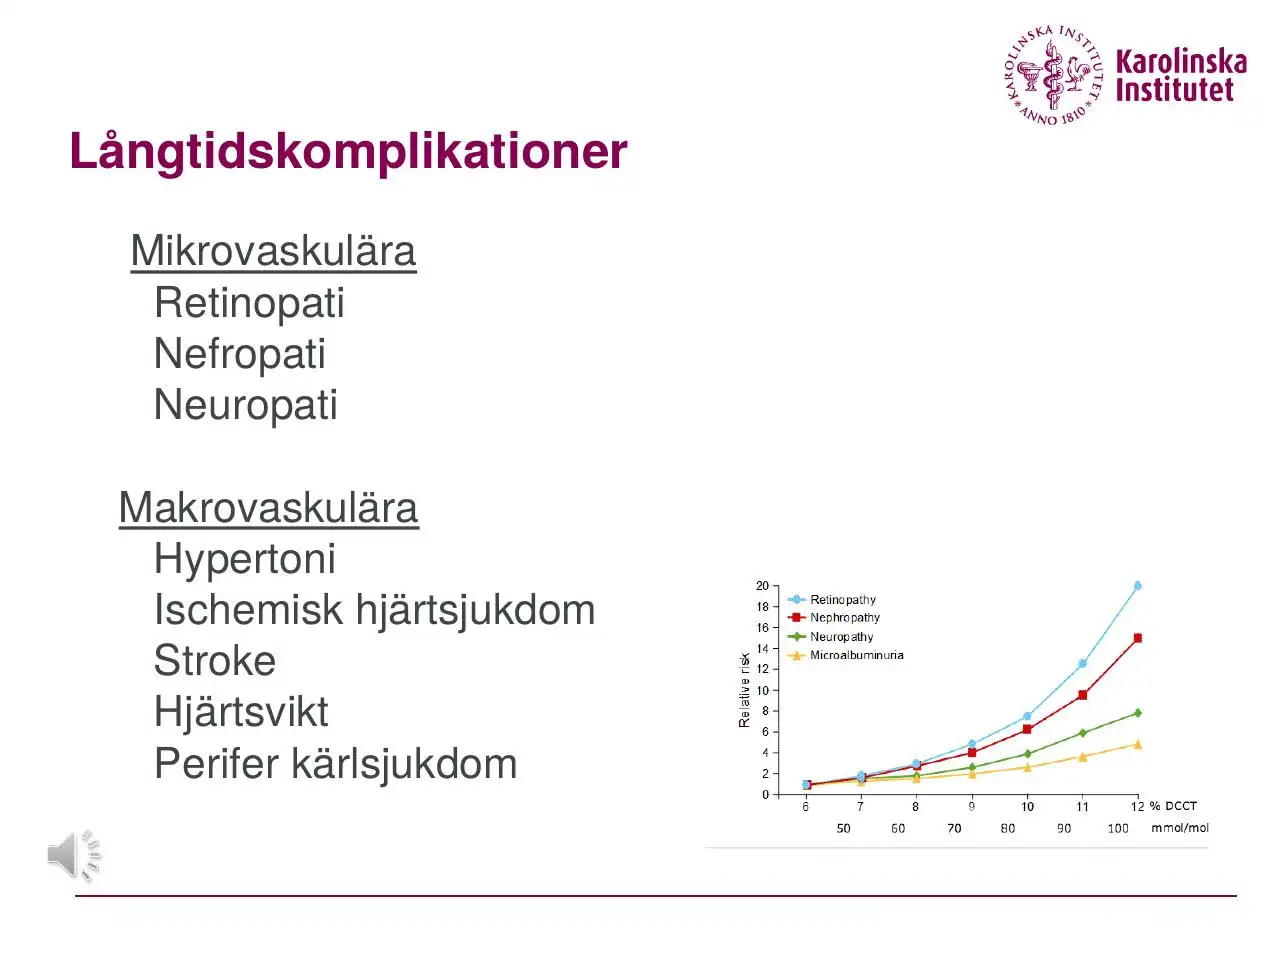 KAROLINSKA INSTITUTET
ANNO 1810
Karolinska
Institutet
Långtidskomplikationer
Mikrovaskulära
Retinopati
Nefropati
Neuropati
Makrovaskulära
Hypertoni
Ischemisk hjärtsjukdom
Stroke
Hjärtsvikt
Perifer kärlsjukdom
Relative risk
20
18
16
14
12
10
8
6
4
2
0
Retinopathy
Nephropathy
Neuropathy
Microalbuminuria
6 7 8 9 10 11 12 % DCCT
50 60 70 80 90 100 mmol/mol